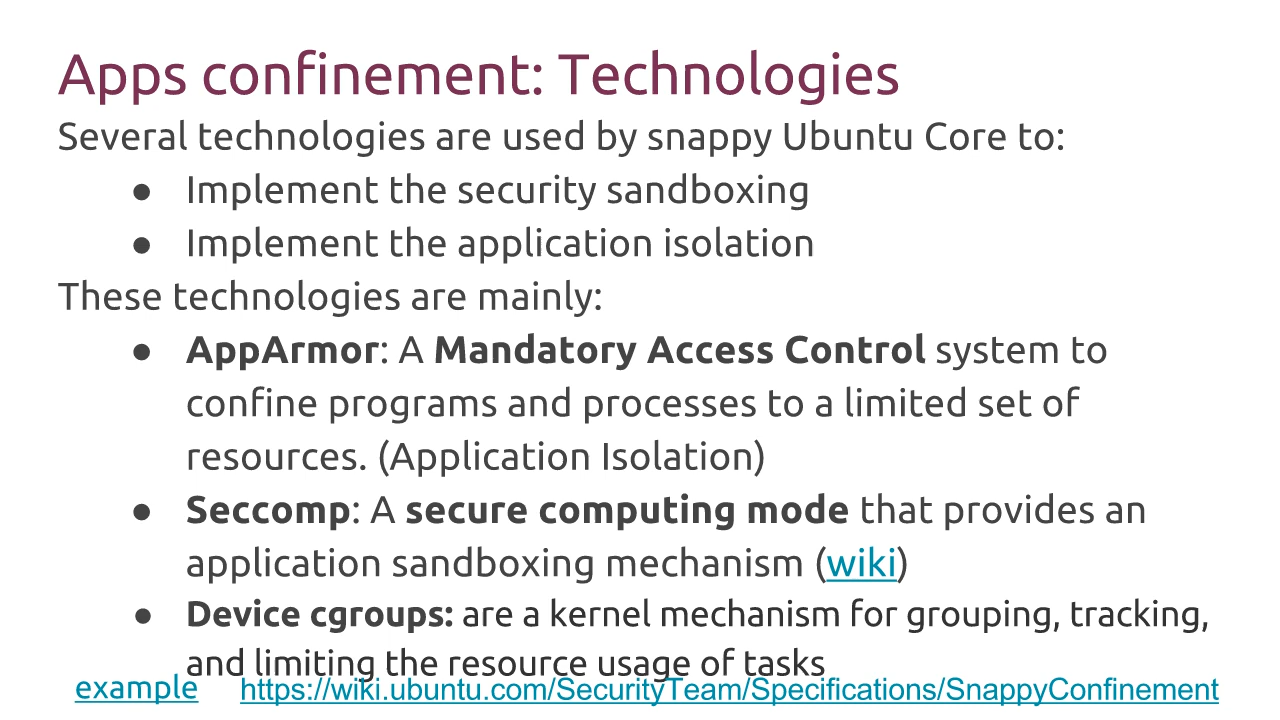 Apps confinement: Technologies
Several technologies are used by snappy Ubuntu Core to:
● Implement the security sandboxing
● Implement the application isolation
These technologies are mainly:
● AppArmor: A Mandatory Access Control system to
confine programs and processes to a limited set of
resources. (Application Isolation)
● Seccomp: A secure computing mode that provides an
application sandboxing mechanism (wiki)
● Device cgroups: are a kernel mechanism for grouping, tracking,
and limiting the resource usage of tasks
example https://wiki.ubuntu.com/SecurityTeam/Specifications/SnappyConfinement